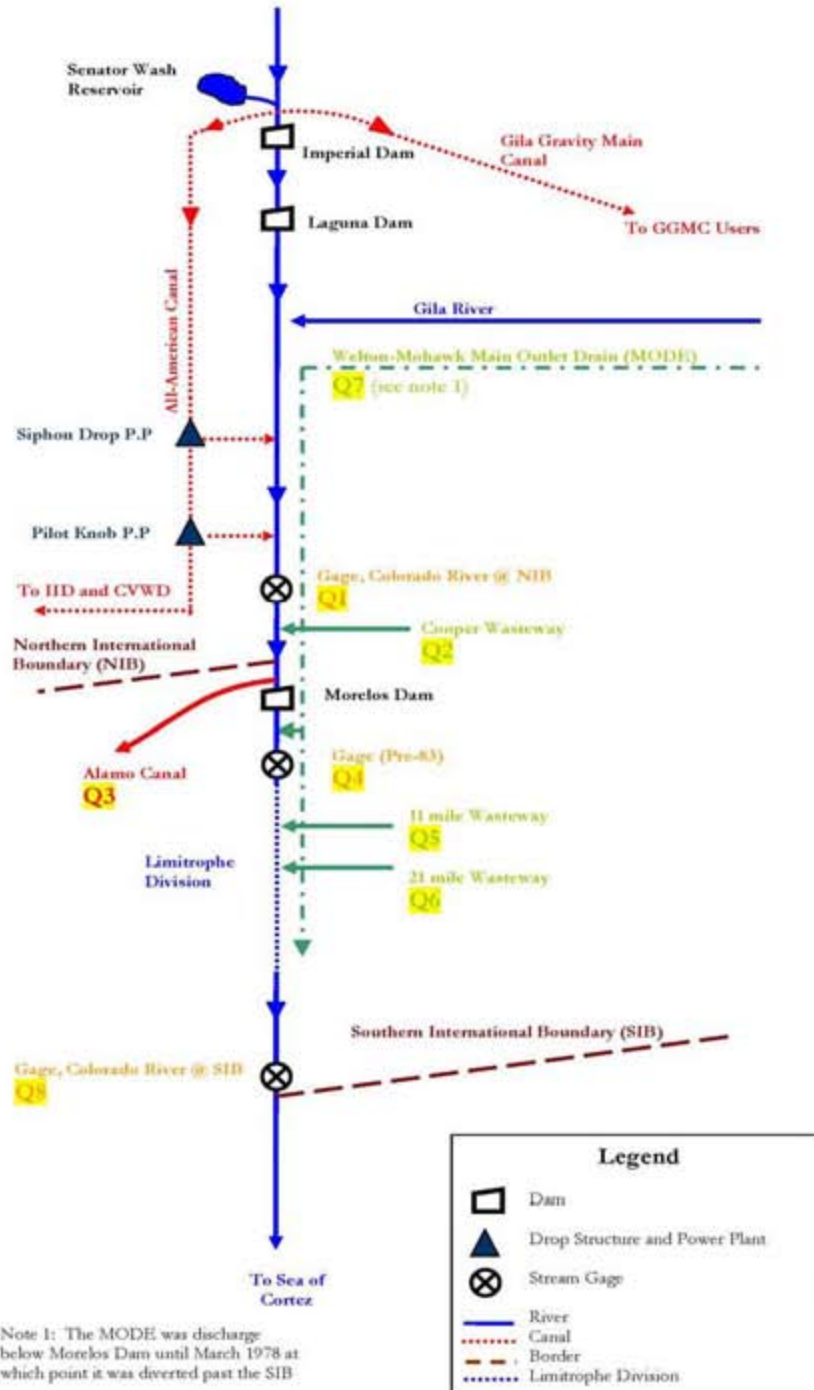 Senator Wash
Reservoir
Imperial Dam
Gila Gravity Main
Canal
To GGMC Users
Laguna Dam
All-American Canal
Gila River
Welton-Mohawk Main Outlet Drain (MODE)
Q7 (see note 1)
Siphou Drop P.P
Pilot Knob P.P
To IID and CVWD
Gage, Colorado River @ NIB
Q1
Cooper Wasteway
Q2
Northern International
Boundary (NIB)
Morelos Dam
Alamo Canal
Q3
Gage (Pre-83)
Q4
11 mile Wasteway
Q5
Limitrophe
Division
21 mile Wasteway
Q6
Southern International Boundary (SIB)
Gage, Colorado River @ SIB
Q8
To Sea of
Cortez
Legend
Dam
Drop Structure and Power Plant
Stream Gage
River
Canal
Border
Limitrophe Division
Note 1: The MODE was discharge
below Morelos Dam until March 1978 at
which point it was diverted past the SIB